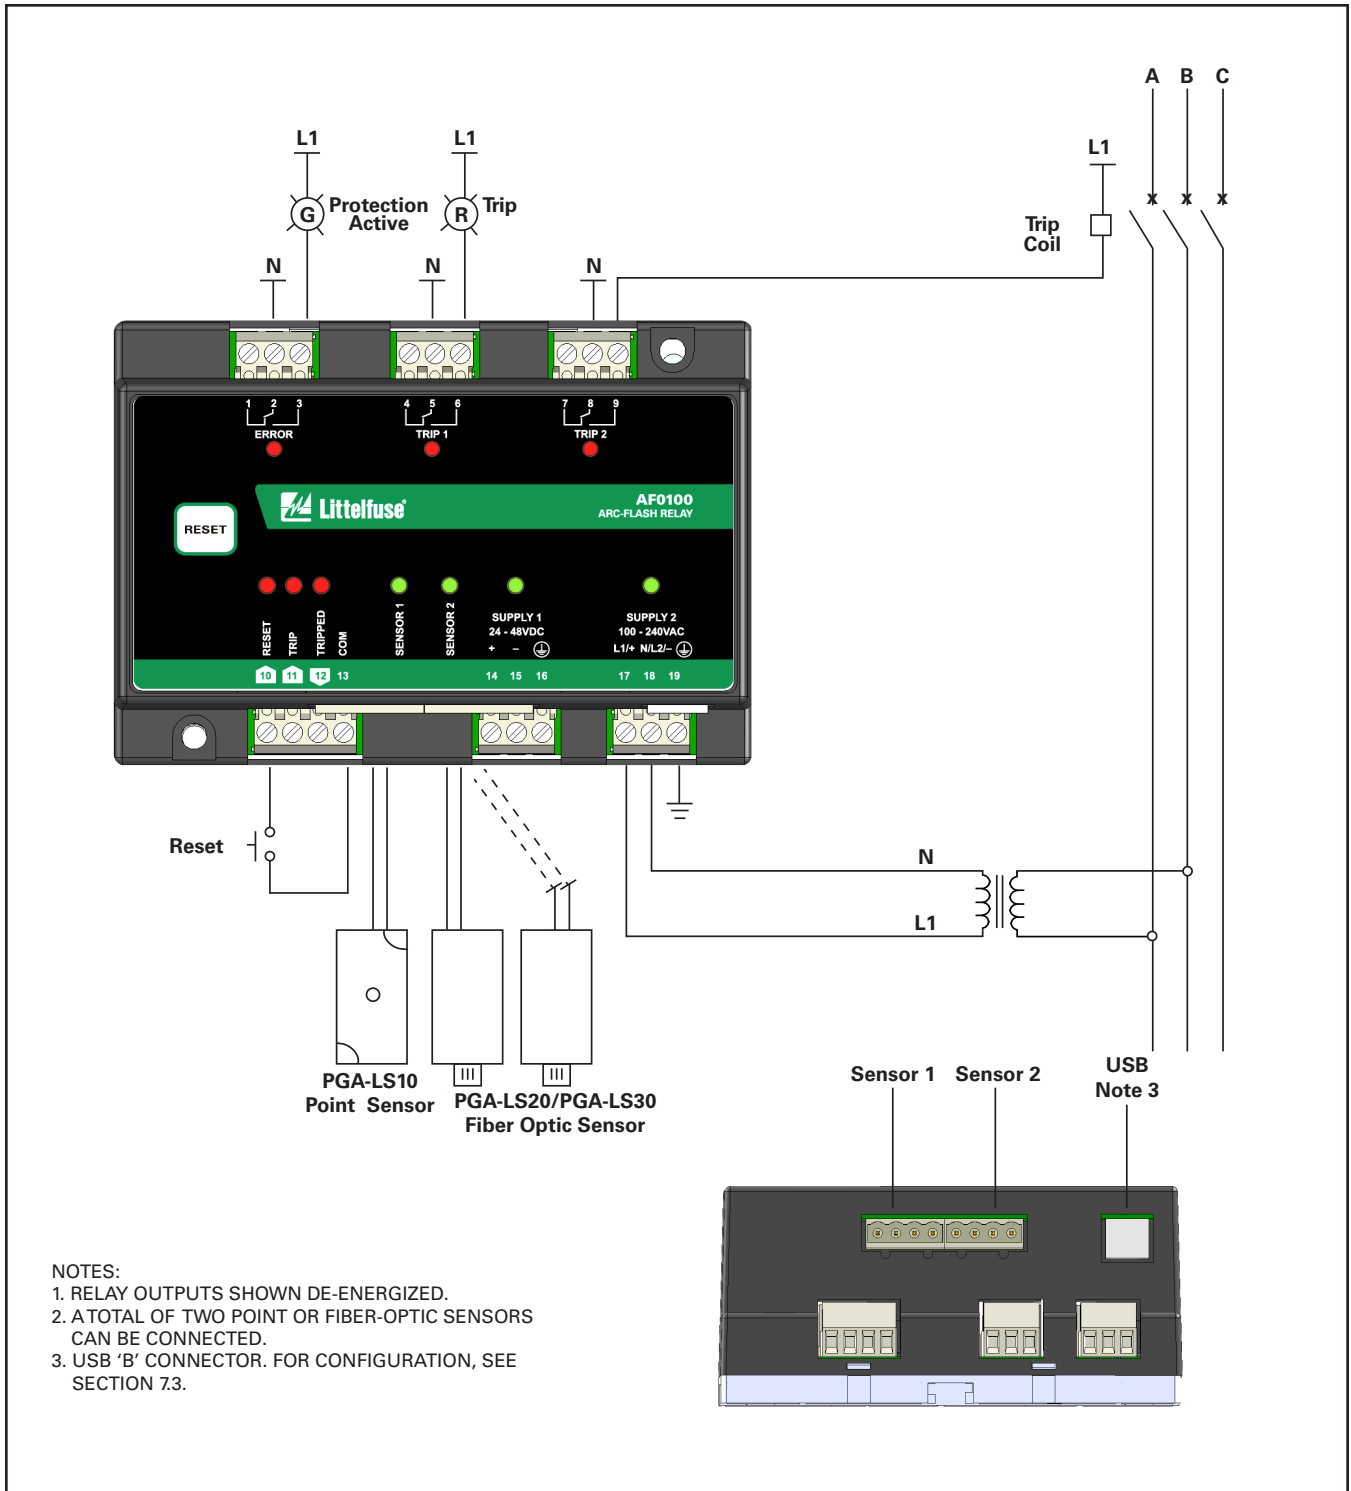 A B C
L1 L1 L1
G Protection Active
R Trip
Trip Coil
N N N
x x x
1 2 3
ERROR
4 5 6
TRIP 1
7 8 9
TRIP 2
Littelfuse®
AF0100
ARC-FLASH RELAY
RESET
RESET
TRIP
TRIPPED
COM
SENSOR 1
SENSOR 2
SUPPLY 1
24 - 48VDC
+ –
SUPPLY 2
100 - 240VAC
L1/+ N/L2/–
10 11 12 13 14 15 16 17 18 19
Reset
N
L1
PGA-LS10
Point Sensor
PGA-LS20/PGA-LS30
Fiber Optic Sensor
Sensor 1 Sensor 2
USB
Note 3
NOTES:
1. RELAY OUTPUTS SHOWN DE-ENERGIZED.
2. A TOTAL OF TWO POINT OR FIBER-OPTIC SENSORS
CAN BE CONNECTED.
3. USB ‘B’ CONNECTOR. FOR CONFIGURATION, SEE
SECTION 7.3.